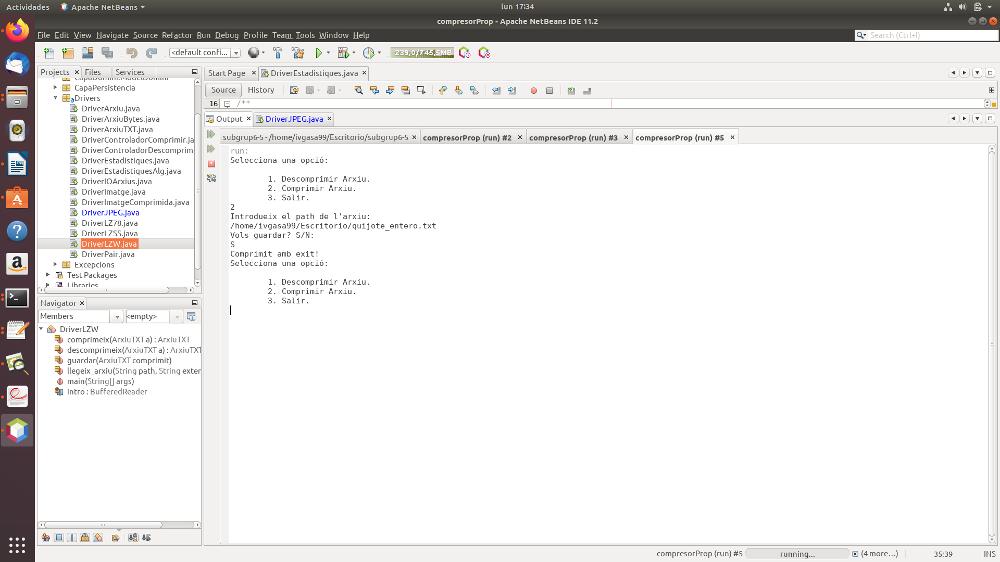 Actividades
Apache NetBeans
lun 17:34
compresorProp - Apache NetBeans IDE 11.2
File Edit View Navigate Source Refactor Run Debug Profile Team Tools Window Help
Search (Ctrl+I)
<default confi...
239,0/745,5MB
Projects
Files
Services
CapaDomini.ModelDomini
CapaPersistencia
Drivers
DriverArxiu.java
DriverArxiuBytes.java
DriverArxiuTXT.java
DriverControladorComprimir.ja
DriverControladorDescomprimi
DriverEstadistiques.java
DriverEstadistiquesAlg.java
DriverIOArxius.java
DriverImatge.java
DriverImatgeComprimida.java
DriverJPEG.java
DriverLZ78.java
DriverLZSS.java
DriverLZW.java
DriverPair.java
Excepcions
Test Packages
Libraries
Navigator
Members
<empty>
DriverLZW
comprimeix(ArxiuTXT a) : ArxiuTXT
descomprimeix(ArxiuTXT a) : ArxiuTXT
guardar(ArxiuTXT comprimit)
llegeix_arxiu(String path, String exter
main(String[] args)
intro : BufferedReader
Start Page
DriverEstadistiques.java
Source
History
16 /**
Output
DriverJPEG.java
subgrup6-5 - /home/ivgasa99/Escritorio/subgrup6-5
compresorProp (run) #2
compresorProp (run) #3
compresorProp (run) #5
run:
Selecciona una opció:
1. Descomprimir Arxiu.
2. Comprimir Arxiu.
3. Salir.
2
Introdueix el path de l'arxiu:
/home/ivgasa99/Escritorio/quijote_entero.txt
Vols guardar? S/N:
S
Comprimit amb exit!
Selecciona una opció:
1. Descomprimir Arxiu.
2. Comprimir Arxiu.
3. Salir.
compresorProp (run) #5
running...
(4 more...)
35:39
INS